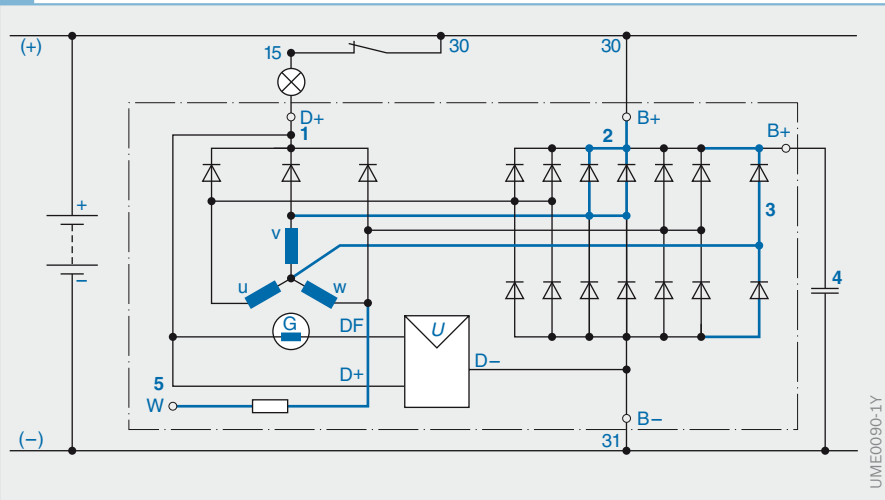 (+)
15
30
30
D+
1
B+
2
B+
3
+
–
v
u
w
4
G
DF
U
D–
D+
5
W
B–
(–)
31
UME0090-1Y